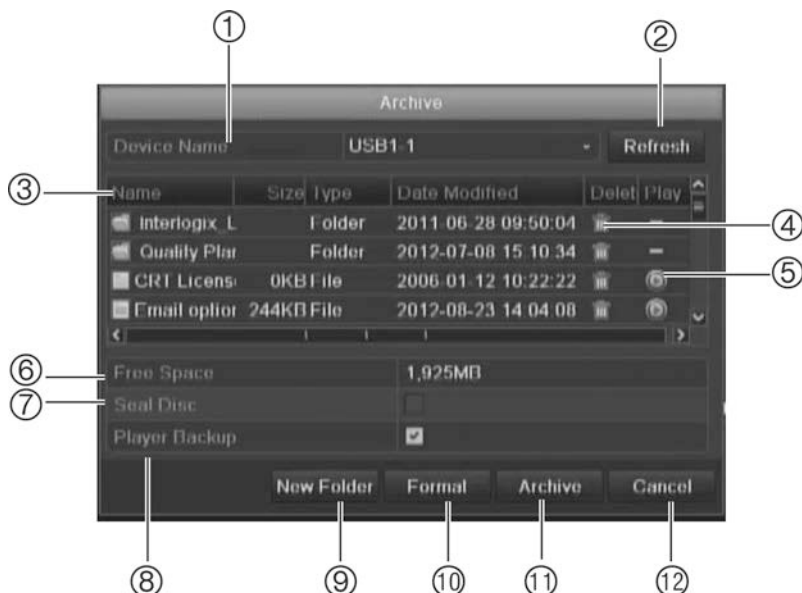 ① ②
Archive
Device Name USB1-1 Refresh
③ Name Size Type Date Modified Delet Play
Interlogix_L Folder 2011-06-28 09:50:04 — ④
Quality Plar Folder 2012-07-08 15:10:34 —
CRT Licens 0KB File 2006-01-12 10:22:22 ⑤
Email optior 244KB File 2012-08-23 14:04:08
⑥ Free Space 1,925MB
⑦ Seal Disc
Player Backup
New Folder Format Archive Cancel
⑧ ⑨ ⑩ ⑪ ⑫